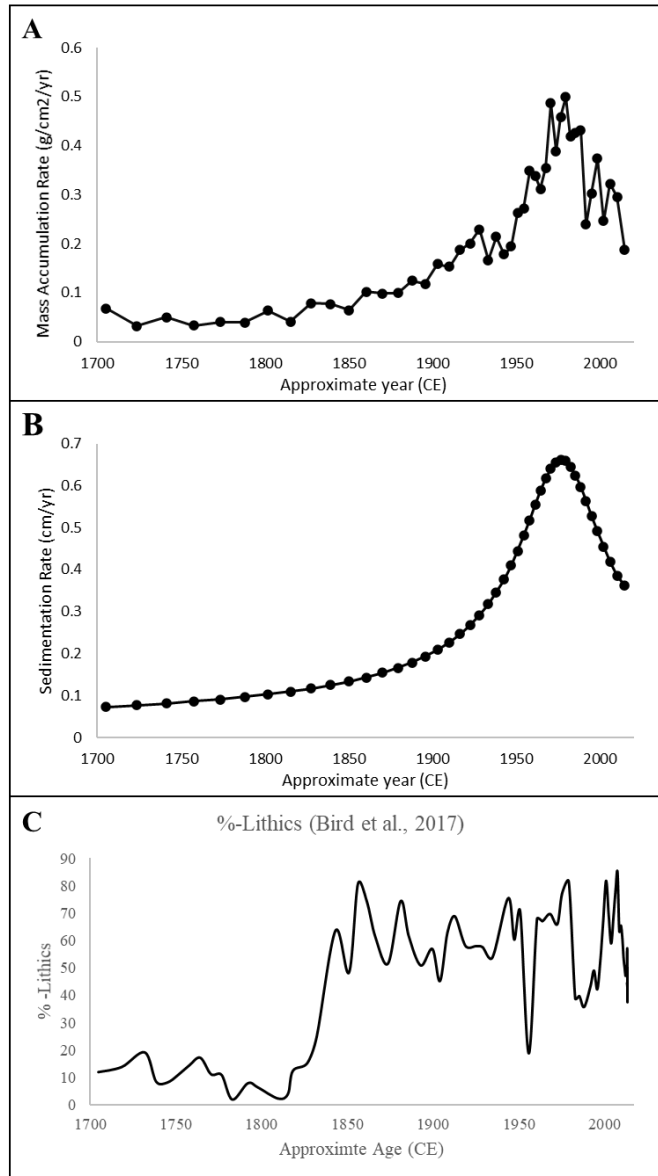 A
Mass Accumulation Rate (g/cm2/yr)
0.6
0.5
0.4
0.3
0.2
0.1
0
1700 1750 1800 1850 1900 1950 2000
Approximate year (CE)
B
Sedimentation Rate (cm/yr)
0.7
0.6
0.5
0.4
0.3
0.2
0.1
0
1700 1750 1800 1850 1900 1950 2000
Approximate year (CE)
C
%-Lithics (Bird et al., 2017)
% -Lithics
90
80
70
60
50
40
30
20
10
0
1700 1750 1800 1850 1900 1950 2000
Approximte Age (CE)